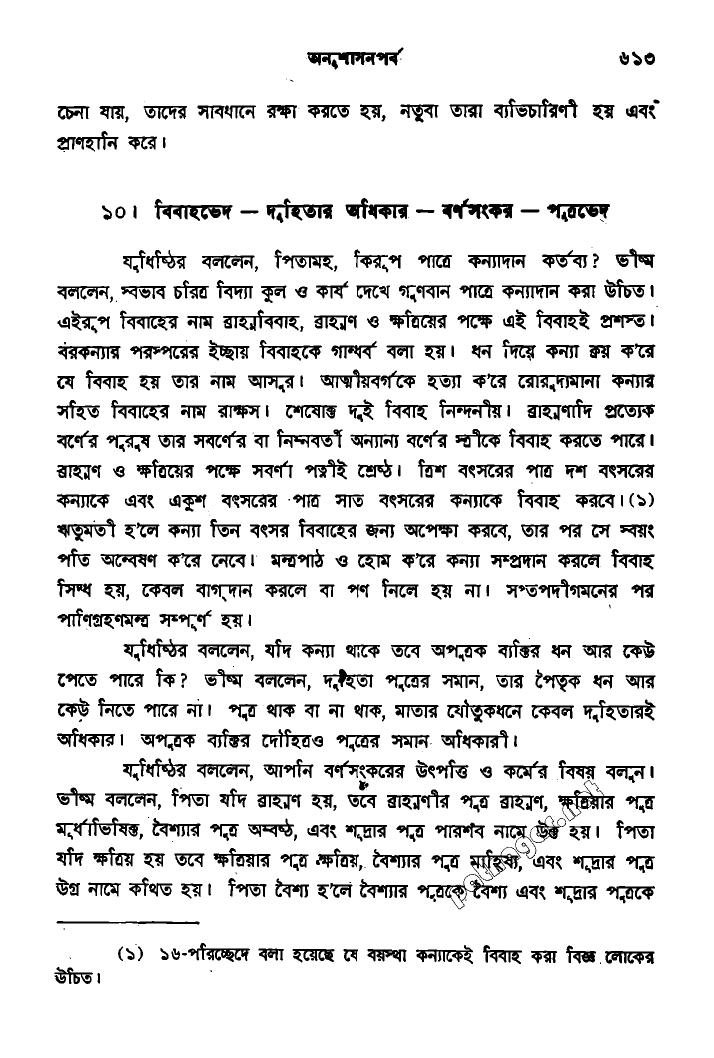 অনুশাসনপর্ব ৬১৩
চেনা যায়, তাদের সাবধানে রক্ষা করতে হয়, নতুবা তারা ব্যভিচারিণী হয় এবং
প্রাণহানি করে।
১০। বিবাহভেদ — দুহিতার অধিকার — বর্ণসংকর — পুত্রভেদ
যুধিষ্ঠির বললেন, পিতামহ, কিরূপ পাত্রে কন্যাদান কর্তব্য? ভীষ্ম
বললেন, স্বভাব চরিত্র বিদ্যা কুল ও কার্য দেখে গুণবান পাত্রে কন্যাদান করা উচিত।
এইরূপ বিবাহের নাম ব্রাহ্মবিবাহ, ব্রাহ্মণ ও ক্ষত্রিয়ের পক্ষে এই বিবাহই প্রশস্ত।
বরকন্যার পরস্পরের ইচ্ছায় বিবাহকে গান্ধর্ব বলা হয়। ধন দিয়ে কন্যা ক্রয় ক'রে
যে বিবাহ হয় তার নাম আসুর। আত্মীয়বর্গকে হত্যা ক'রে রোরুদ্যমানা কন্যার
সহিত বিবাহের নাম রাক্ষস। শেষোক্ত দুই বিবাহ নিন্দনীয়। ব্রাহ্মণাদি প্রত্যেক
বর্ণের পুরুষ তার সবর্ণের বা নিম্নবর্তী অন্যান্য বর্ণের স্ত্রীকে বিবাহ করতে পারে।
ব্রাহ্মণ ও ক্ষত্রিয়ের পক্ষে সবর্ণা পত্নীই শ্রেষ্ঠ। ত্রিশ বৎসরের পাত্র দশ বৎসরের
কন্যাকে এবং একুশ বৎসরের পাত্র সাত বৎসরের কন্যাকে বিবাহ করবে।(১)
ঋতুমতী হ'লে কন্যা তিন বৎসর বিবাহের জন্য অপেক্ষা করবে, তার পর সে স্বয়ং
পতি অন্বেষণ ক'রে নেবে। মন্ত্রপাঠ ও হোম ক'রে কন্যা সম্প্রদান করলে বিবাহ
সিদ্ধ হয়, কেবল বাগ্‌দান করলে বা পণ নিলে হয় না। সপ্তপদীগমনের পর
পাণিগ্রহণমন্ত্র সম্পূর্ণ হয়।
যুধিষ্ঠির বললেন, যদি কন্যা থাকে তবে অপুত্রক ব্যক্তির ধন আর কেউ
পেতে পারে কি? ভীষ্ম বললেন, দুহিতা পুত্রের সমান, তার পৈতৃক ধন আর
কেউ নিতে পারে না। পুত্র থাক বা না থাক, মাতার যৌতুকধনে কেবল দুহিতারই
অধিকার। অপুত্রক ব্যক্তির দৌহিত্রও পুত্রের সমান অধিকারী।
যুধিষ্ঠির বললেন, আপনি বর্ণসংকরের উৎপত্তি ও কর্মের বিষয় বলুন।
ভীষ্ম বললেন, পিতা যদি ব্রাহ্মণ হয়, তবে ব্রাহ্মণীর পুত্র ব্রাহ্মণ, ক্ষত্রিয়ার পুত্র
মূর্ধাভিষিক্ত, বৈশ্যার পুত্র অম্বষ্ঠ, এবং শূদ্রার পুত্র পারশব নামে উক্ত হয়। পিতা
যদি ক্ষত্রিয় হয় তবে ক্ষত্রিয়ার পুত্র ক্ষত্রিয়, বৈশ্যার পুত্র মাহিষ্য, এবং শূদ্রার পুত্র
উগ্র নামে কথিত হয়। পিতা বৈশ্য হ'লে বৈশ্যার পুত্রকে বৈশ্য এবং শূদ্রার পুত্রকে
(১) ১৬-পরিচ্ছেদে বলা হয়েছে যে বয়স্থা কন্যাকেই বিবাহ করা বিজ্ঞ লোকের
উচিত।